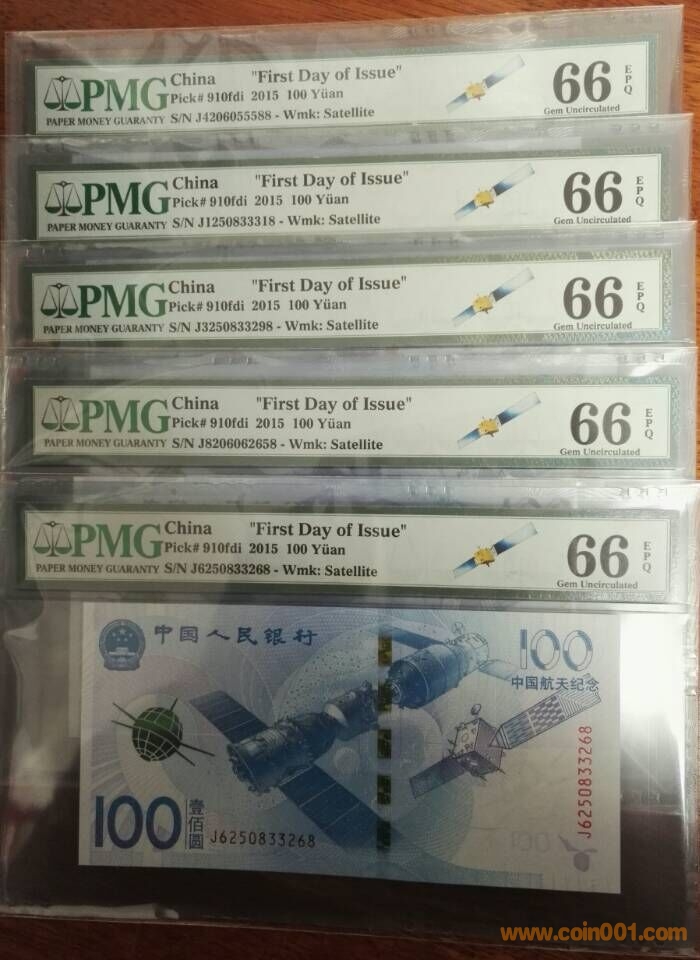 PMG
PAPER MONEY GUARANTY
China "First Day of Issue"
Pick# 910fdi 2015 100 Yüan
S/N J4206055588 - Wmk: Satellite
66 EPQ
Gem Uncirculated
PMG
PAPER MONEY GUARANTY
China "First Day of Issue"
Pick# 910fdi 2015 100 Yüan
S/N J1250833318 - Wmk: Satellite
66 EPQ
Gem Uncirculated
PMG
PAPER MONEY GUARANTY
China "First Day of Issue"
Pick# 910fdi 2015 100 Yüan
S/N J3250833298 - Wmk: Satellite
66 EPQ
Gem Uncirculated
PMG
PAPER MONEY GUARANTY
China "First Day of Issue"
Pick# 910fdi 2015 100 Yüan
S/N J8206062658 - Wmk: Satellite
66 EPQ
Gem Uncirculated
PMG
PAPER MONEY GUARANTY
China "First Day of Issue"
Pick# 910fdi 2015 100 Yüan
S/N J6250833268 - Wmk: Satellite
66 EPQ
Gem Uncirculated
中国人民银行
100
中国航天纪念
J6250833268
100
壹佰圆
J6250833268
100
www.coin001.com